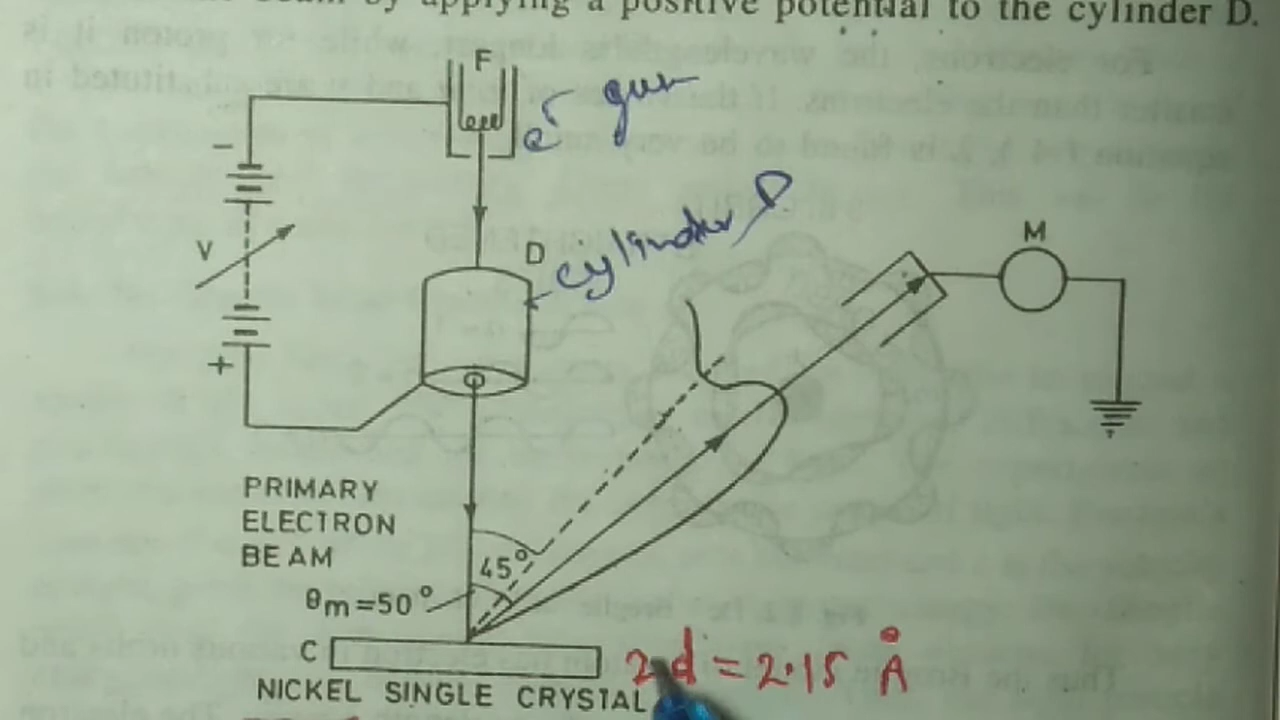 beam by applying a positive potential to the cylinder D.
F
e⁻ gun
−
V
D
cylinder D
M
+
PRIMARY
ELECTRON
BEAM
45°
θm=50°
C
2d = 2.15 Å
NICKEL SINGLE CRYSTAL